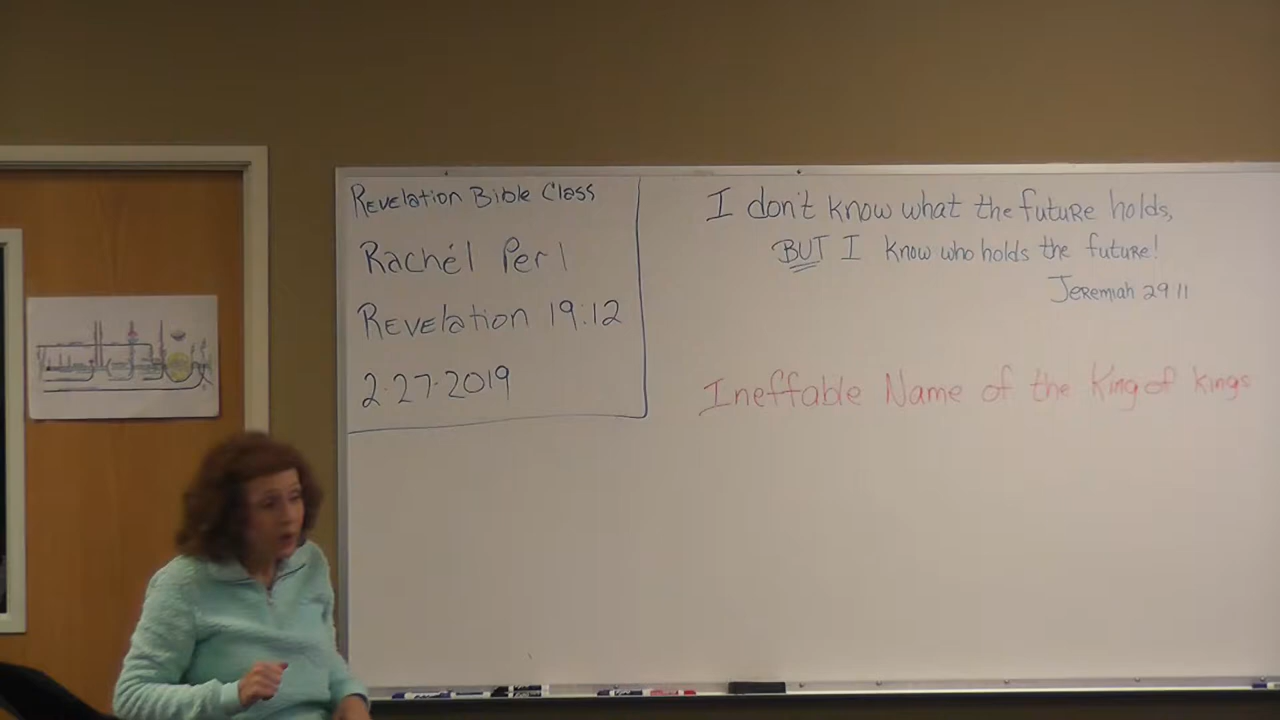 Revelation Bible Class
Rachél Perl
Revelation 19:12
2-27-2019
I don't know what the future holds,
BUT I know who holds the future!
Jeremiah 29 11
Ineffable Name of the King of kings